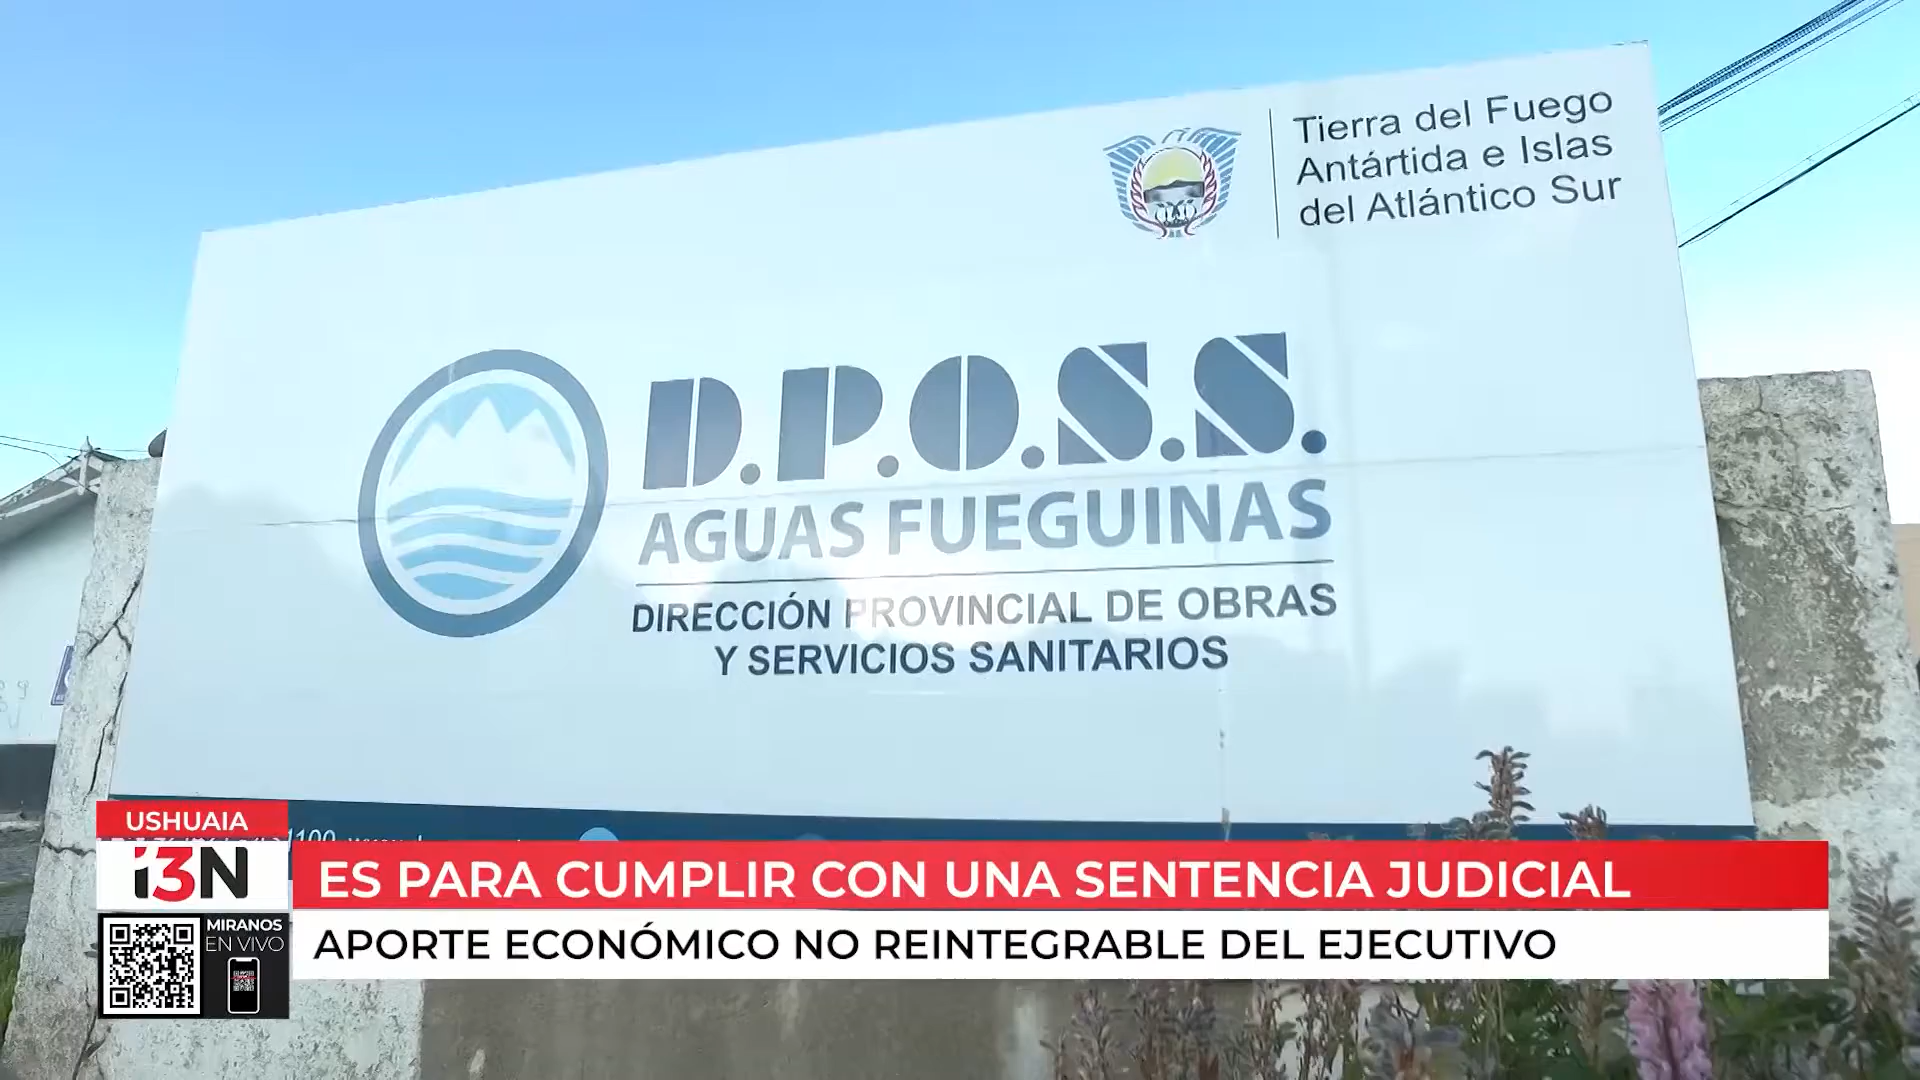 Tierra del Fuego
Antártida e Islas
del Atlántico Sur
D.P.O.S.S.
AGUAS FUEGUINAS
DIRECCIÓN PROVINCIAL DE OBRAS
Y SERVICIOS SANITARIOS
USHUAIA
i3N
ES PARA CUMPLIR CON UNA SENTENCIA JUDICIAL
MIRANOS
EN VIVO
APORTE ECONÓMICO NO REINTEGRABLE DEL EJECUTIVO